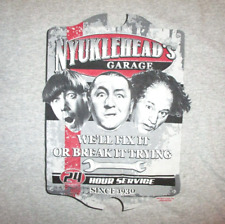 NYUKLEHEAD'S
GARAGE
WE'LL FIX IT
OR BREAK IT TRYING
24 HOUR SERVICE
SINCE 1930